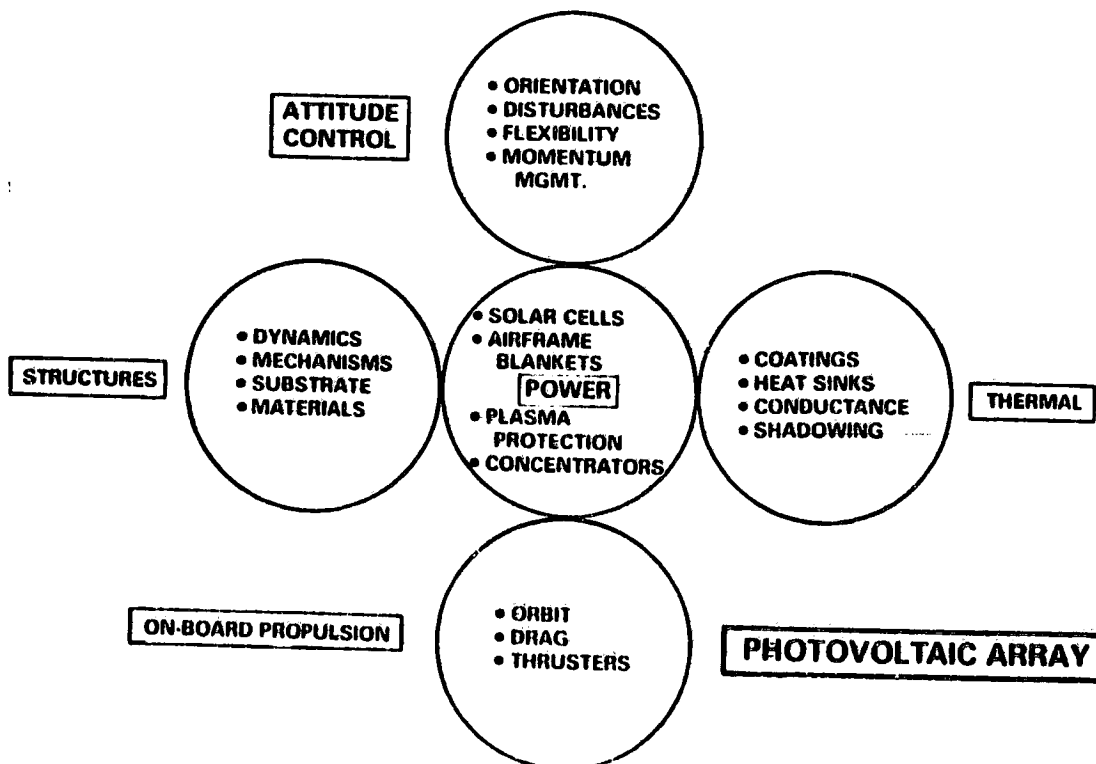 ATTITUDE
CONTROL
• ORIENTATION
• DISTURBANCES
• FLEXIBILITY
• MOMENTUM
MGMT.
STRUCTURES
• DYNAMICS
• MECHANISMS
• SUBSTRATE
• MATERIALS
• SOLAR CELLS
• AIRFRAME
BLANKETS
POWER
• PLASMA
PROTECTION
• CONCENTRATORS
• COATINGS
• HEAT SINKS
• CONDUCTANCE
• SHADOWING
THERMAL
ON-BOARD PROPULSION
• ORBIT
• DRAG
• THRUSTERS
PHOTOVOLTAIC ARRAY